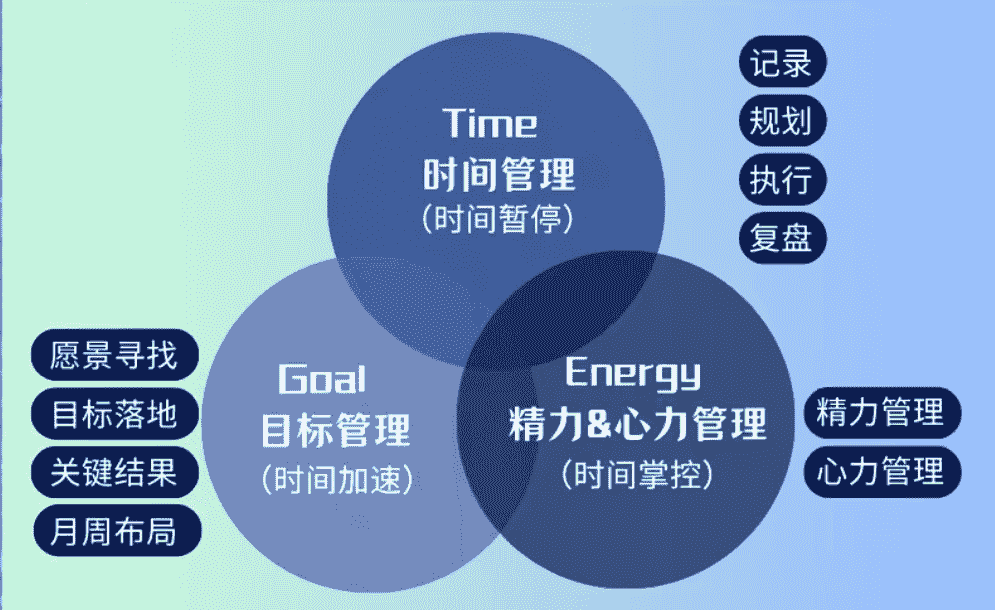 Time
时间管理
（时间暂停）
记录
规划
执行
复盘
Goal
目标管理
（时间加速）
愿景寻找
目标落地
关键结果
月周布局
Energy
精力&心力管理
（时间掌控）
精力管理
心力管理